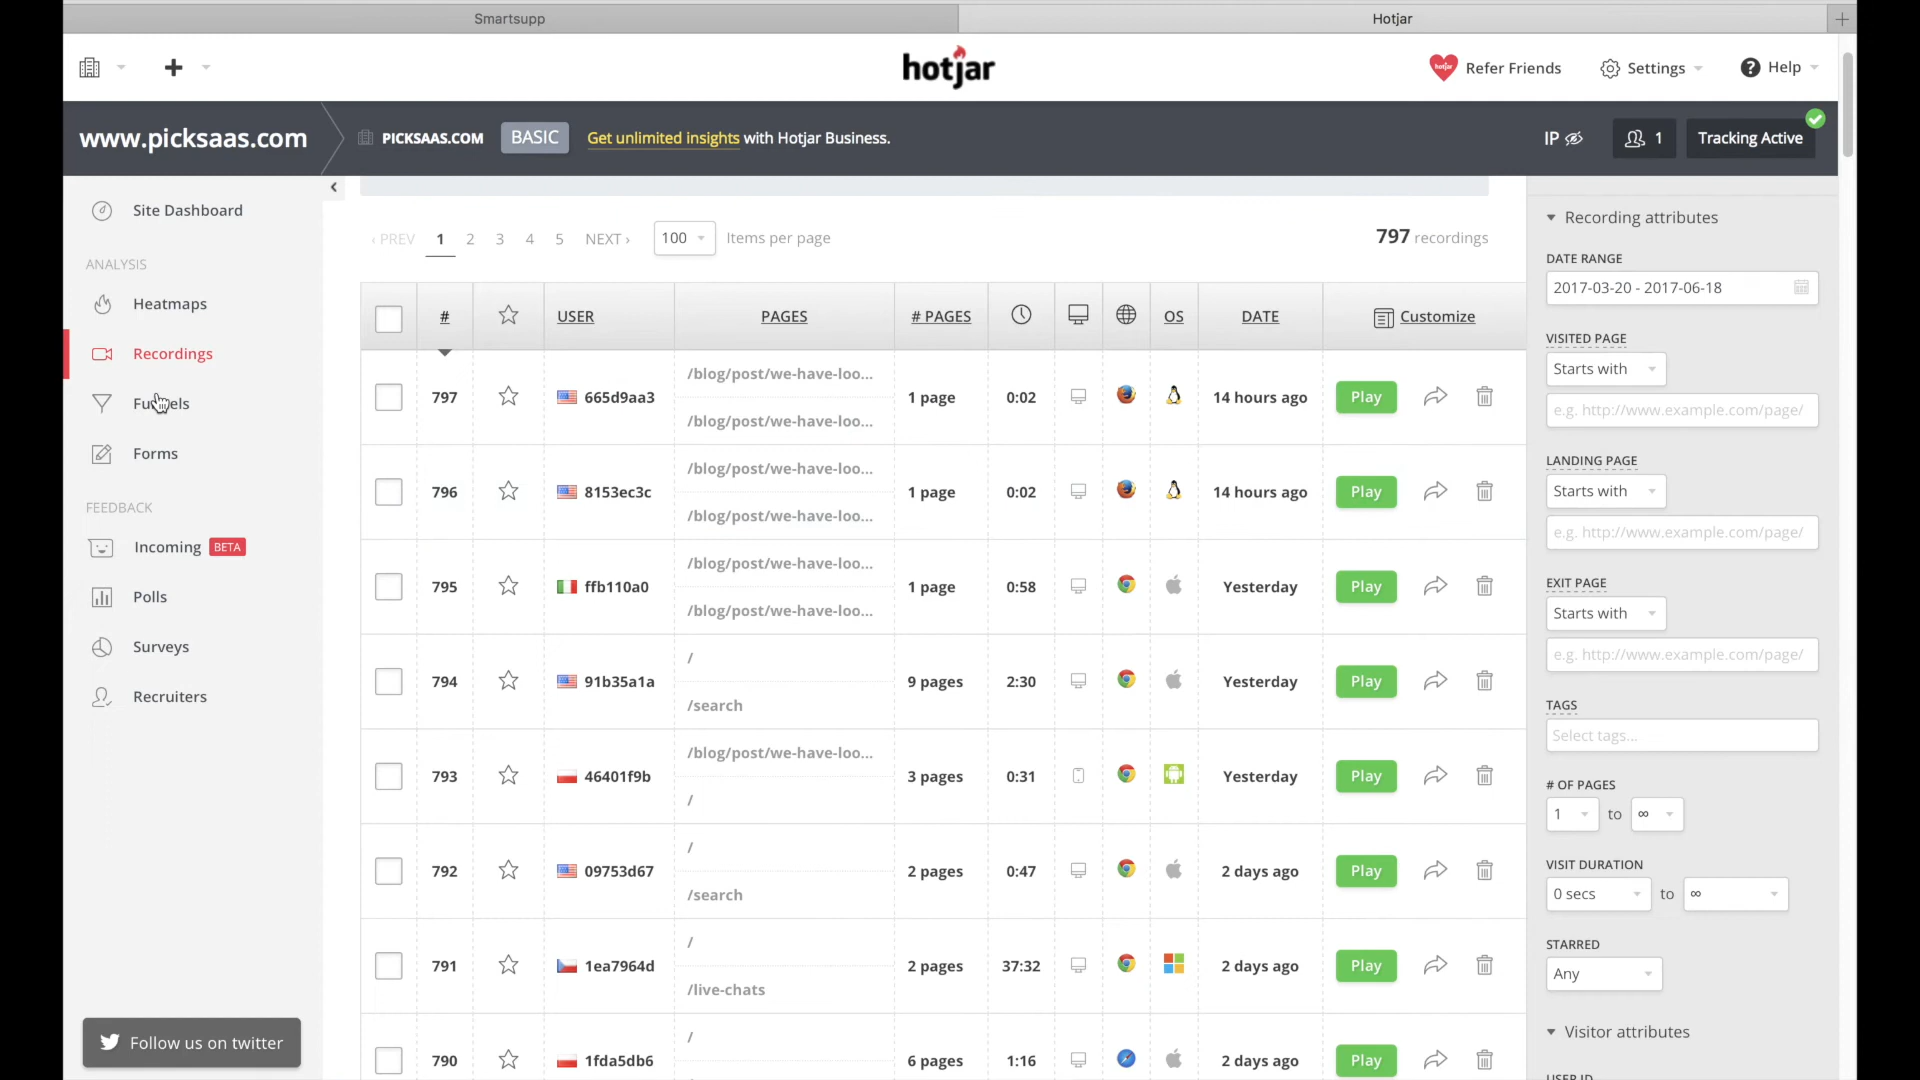 Smartsupp
Hotjar
hotjar
hotjar Refer Friends
Settings
? Help
www.picksaas.com
PICKSAAS.COM
BASIC
Get unlimited insights with Hotjar Business.
IP
1
Tracking Active
Site Dashboard
ANALYSIS
Heatmaps
Recordings
Funnels
Forms
FEEDBACK
Incoming BETA
Polls
Surveys
Recruiters
Follow us on twitter
‹ PREV 1 2 3 4 5 NEXT › 100 Items per page
797 recordings
# USER PAGES # PAGES OS DATE Customize
797 665d9aa3 /blog/post/we-have-loo... 1 page 0:02 14 hours ago Play
/blog/post/we-have-loo...
796 8153ec3c /blog/post/we-have-loo... 1 page 0:02 14 hours ago Play
/blog/post/we-have-loo...
795 ffb110a0 /blog/post/we-have-loo... 1 page 0:58 Yesterday Play
/blog/post/we-have-loo...
794 91b35a1a / 9 pages 2:30 Yesterday Play
/search
793 46401f9b /blog/post/we-have-loo... 3 pages 0:31 Yesterday Play
/
792 09753d67 / 2 pages 0:47 2 days ago Play
/search
791 1ea7964d / 2 pages 37:32 2 days ago Play
/live-chats
790 1fda5db6 / 6 pages 1:16 2 days ago Play
Recording attributes
DATE RANGE
2017-03-20 - 2017-06-18
VISITED PAGE
Starts with
e.g. http://www.example.com/page/
LANDING PAGE
Starts with
e.g. http://www.example.com/page/
EXIT PAGE
Starts with
e.g. http://www.example.com/page/
TAGS
Select tags...
# OF PAGES
1 to ∞
VISIT DURATION
0 secs to ∞
STARRED
Any
Visitor attributes
USER ID